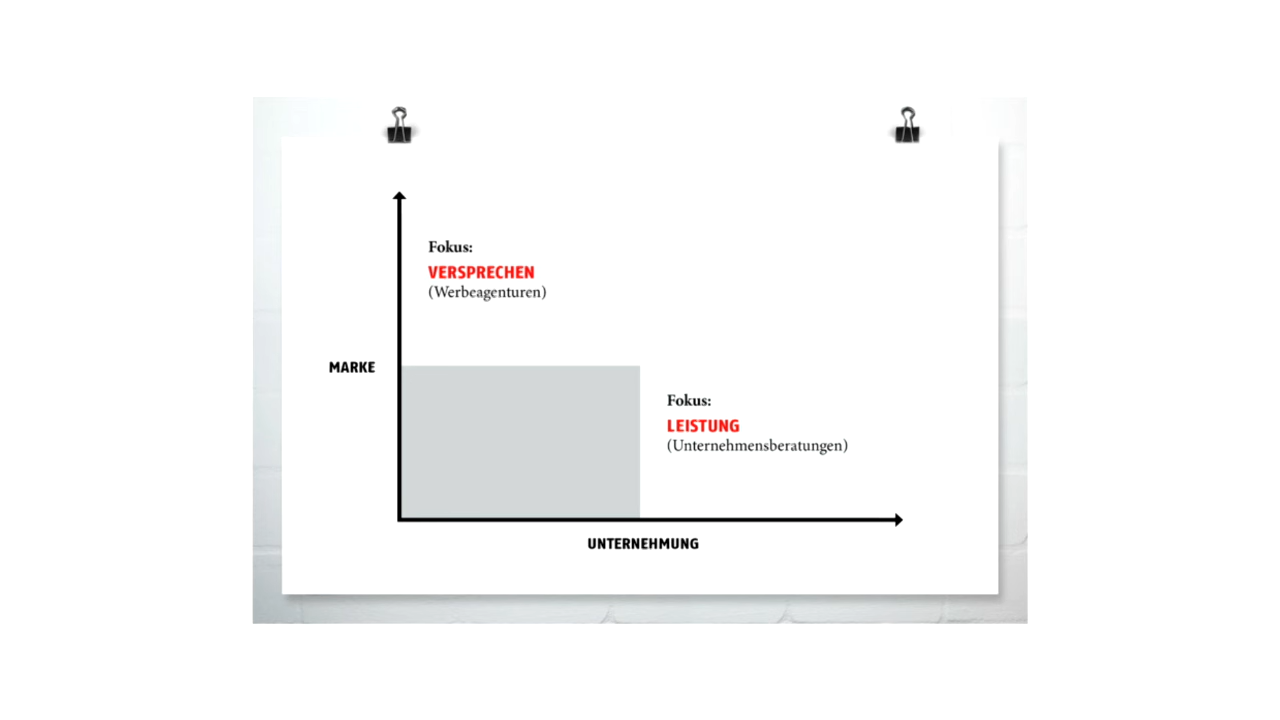 Fokus:
VERSPRECHEN
(Werbeagenturen)
MARKE
Fokus:
LEISTUNG
(Unternehmensberatungen)
UNTERNEHMUNG